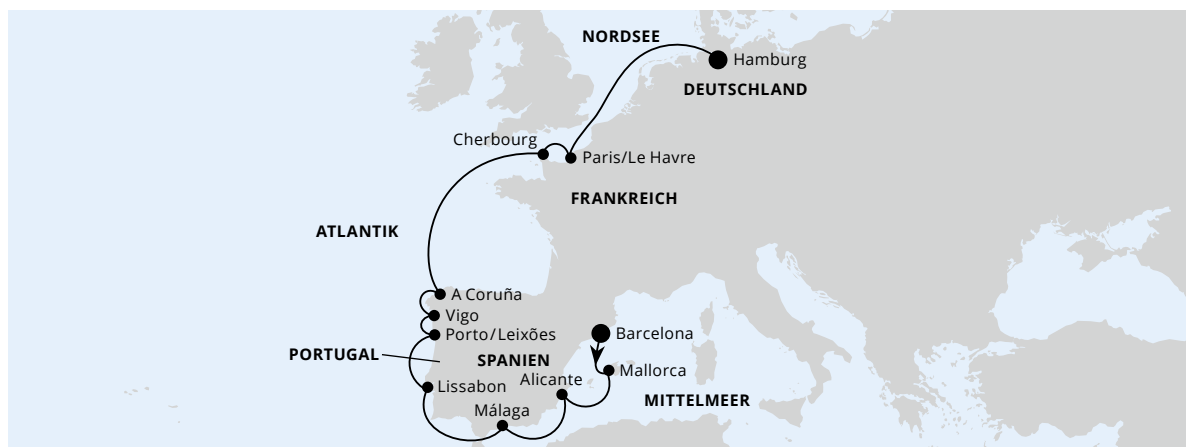 NORDSEE
Hamburg
DEUTSCHLAND
Cherbourg
Paris/Le Havre
FRANKREICH
ATLANTIK
A Coruña
Vigo
Porto/Leixões
Barcelona
PORTUGAL
SPANIEN
Mallorca
Alicante
Lissabon
MITTELMEER
Málaga